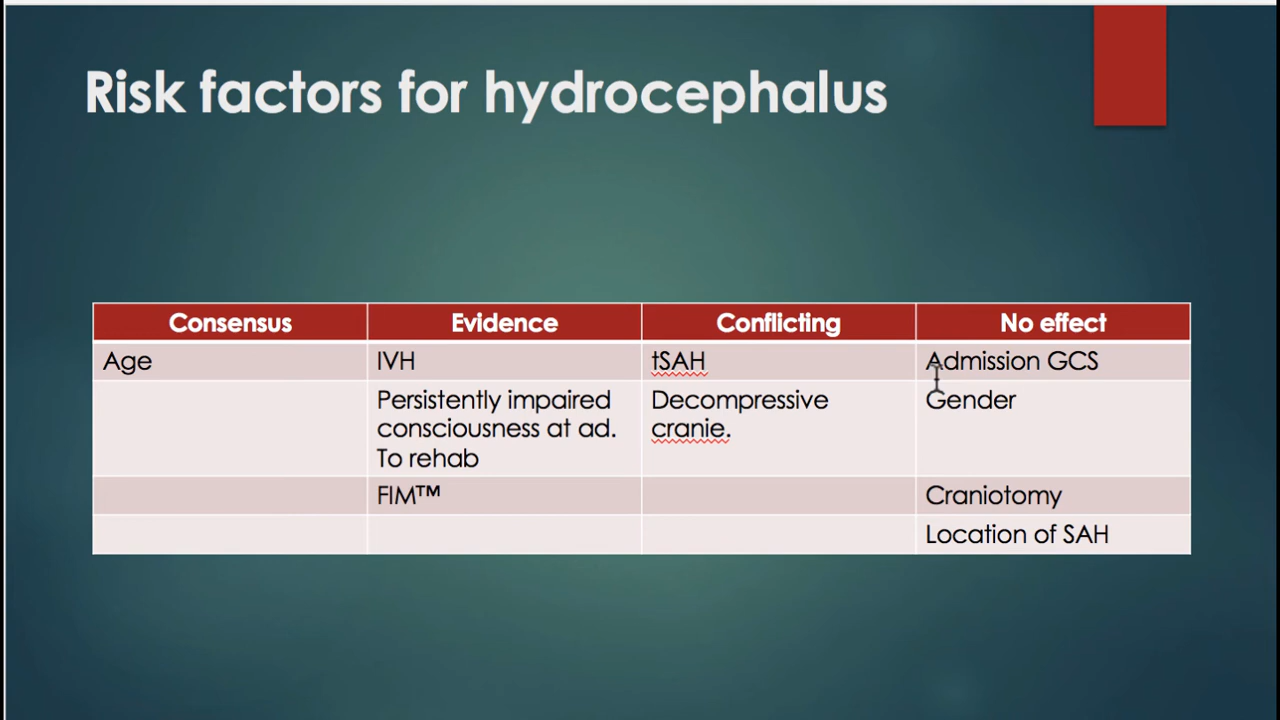 Risk factors for hydrocephalus
Consensus Evidence Conflicting No effect
Age IVH tSAH Admission GCS
Persistently impaired Decompressive Gender
consciousness at ad. cranie.
To rehab
FIM™ Craniotomy
Location of SAH